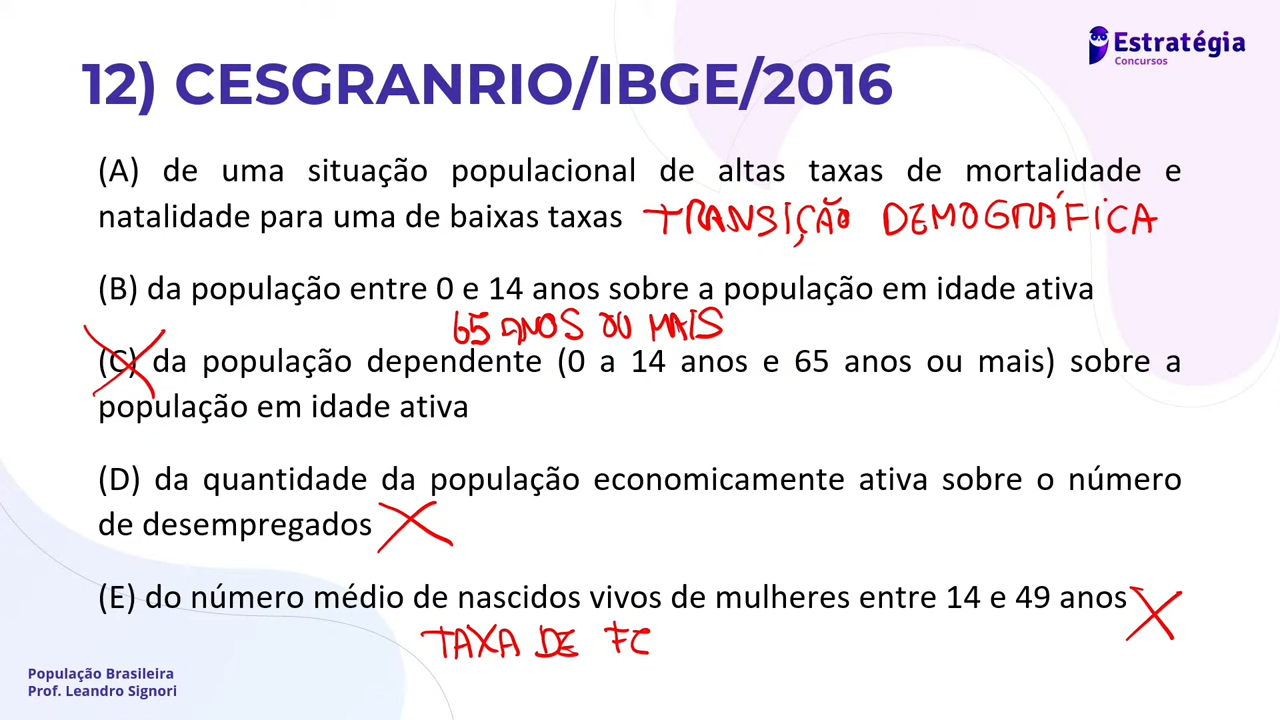 Estratégia
Concursos
12) CESGRANRIO/IBGE/2016
(A) de uma situação populacional de altas taxas de mortalidade e
natalidade para uma de baixas taxas TRANSIÇÃO DEMOGRÁFICA
(B) da população entre 0 e 14 anos sobre a população em idade ativa
65 ANOS OU MAIS
(C) da população dependente (0 a 14 anos e 65 anos ou mais) sobre a
população em idade ativa
(D) da quantidade da população economicamente ativa sobre o número
de desempregados
(E) do número médio de nascidos vivos de mulheres entre 14 e 49 anos
TAXA DE FE
População Brasileira
Prof. Leandro Signori